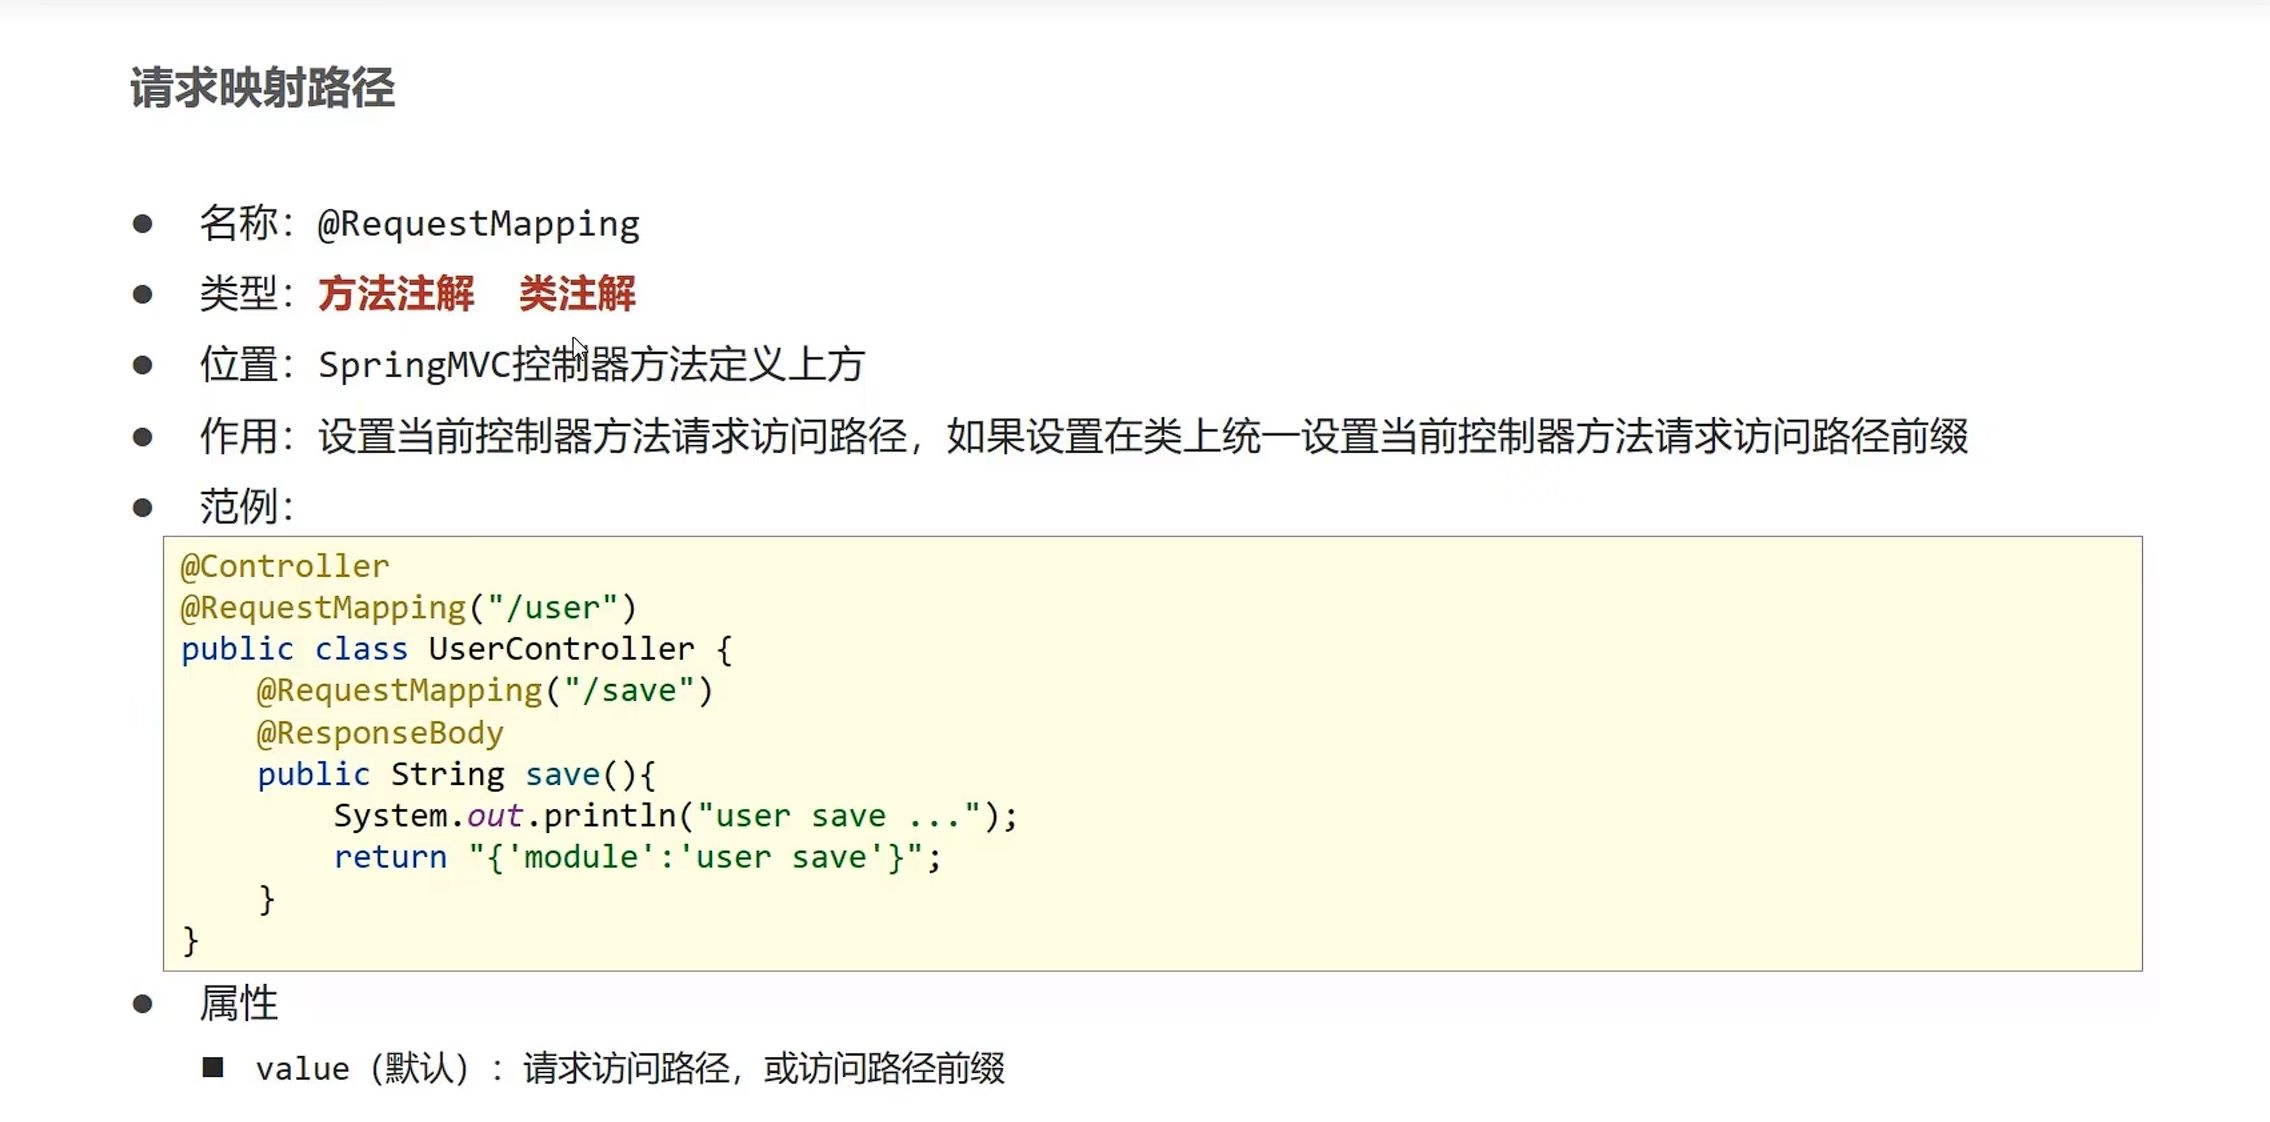 请求映射路径
名称：@RequestMapping
类型：方法注解 类注解
位置：SpringMVC控制器方法定义上方
作用：设置当前控制器方法请求访问路径，如果设置在类上统一设置当前控制器方法请求访问路径前缀
范例：
@Controller
@RequestMapping("/user")
public class UserController {
    @RequestMapping("/save")
    @ResponseBody
    public String save(){
        System.out.println("user save ...");
        return "{'module':'user save'}";
    }
}
属性
value（默认）：请求访问路径，或访问路径前缀